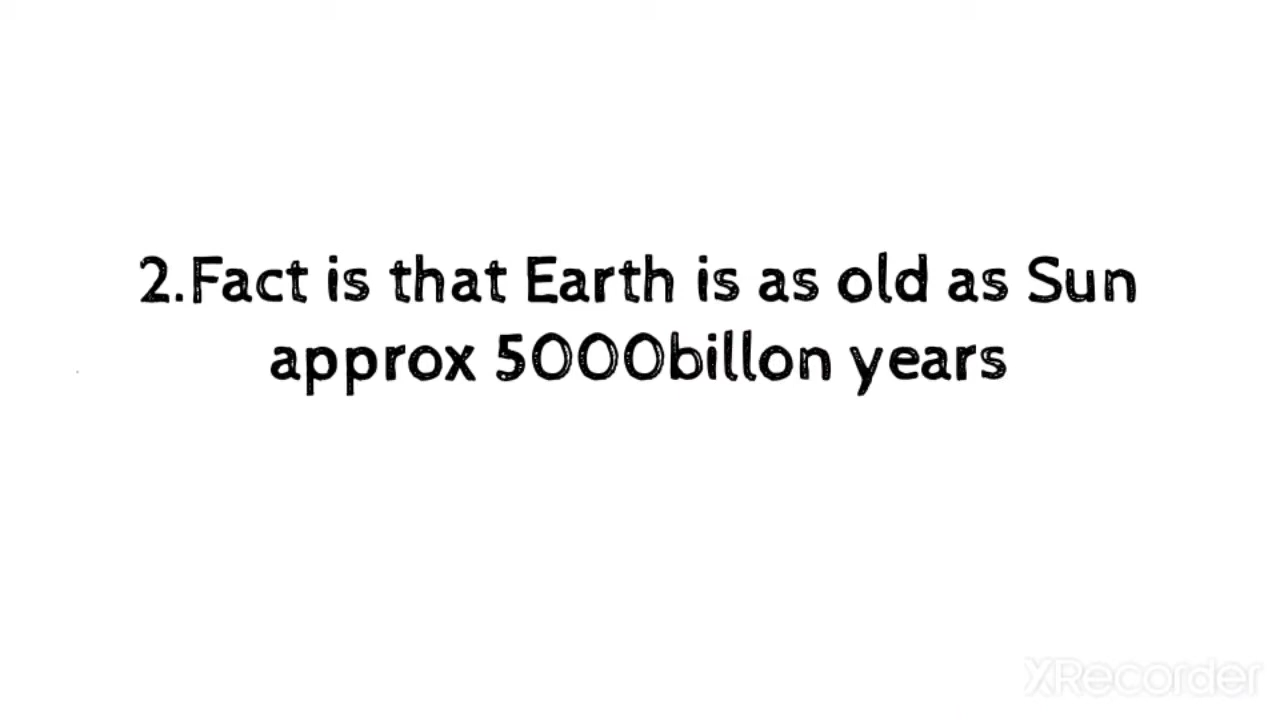 2.Fact is that Earth is as old as Sun
approx 5000billon years
XRecorder